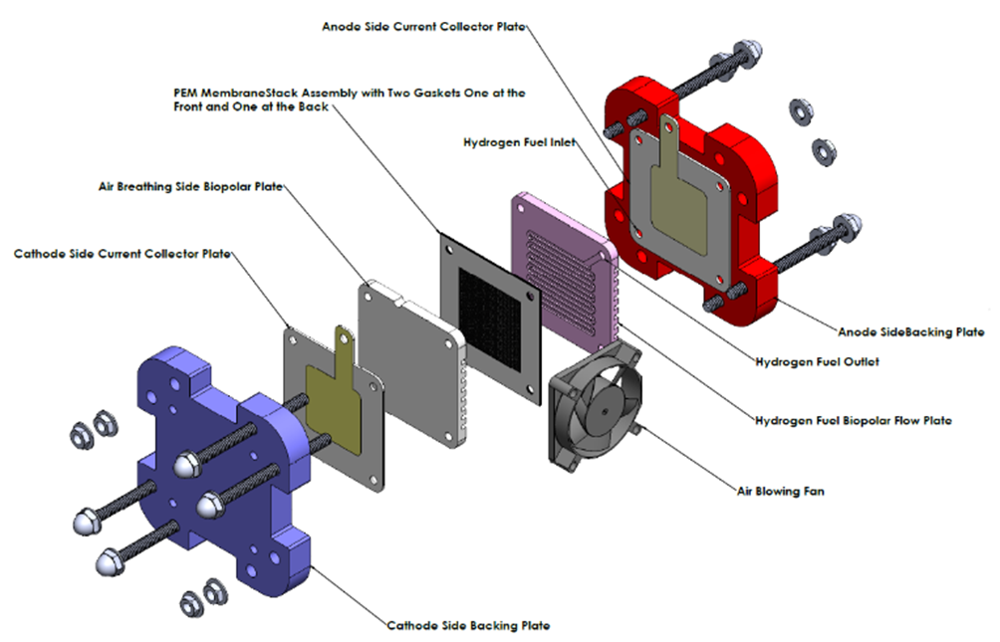 Anode Side Current Collector Plate
PEM MembraneStack Assembly with Two Gaskets One at the
Front and One at the Back
Hydrogen Fuel Inlet
Air Breathing Side Biopolar Plate
Cathode Side Current Collector Plate
Anode SideBacking Plate
Hydrogen Fuel Outlet
Hydrogen Fuel Biopolar Flow Plate
Air Blowing Fan
Cathode Side Backing Plate